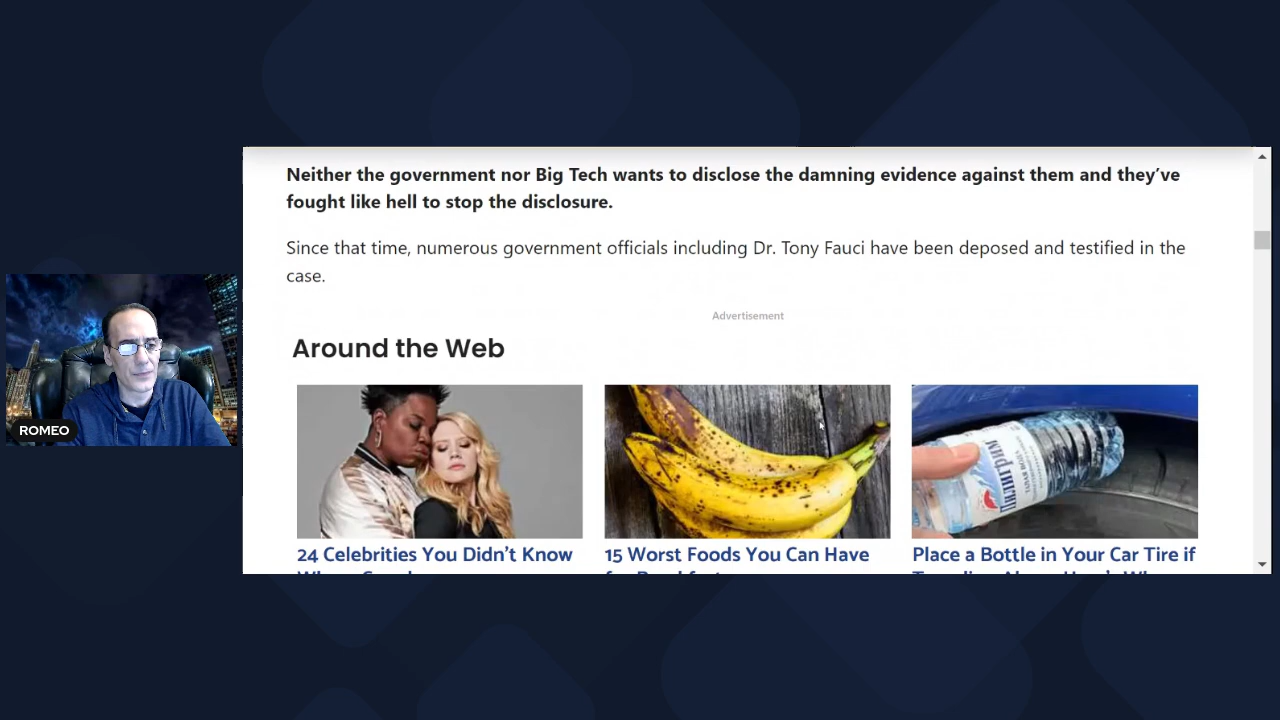 Neither the government nor Big Tech wants to disclose the damning evidence against them and they've
fought like hell to stop the disclosure.
Since that time, numerous government officials including Dr. Tony Fauci have been deposed and testified in the
case.
Advertisement
Around the Web
ROMEO
Пилигрим
24 Celebrities You Didn't Know
15 Worst Foods You Can Have
Place a Bottle in Your Car Tire if